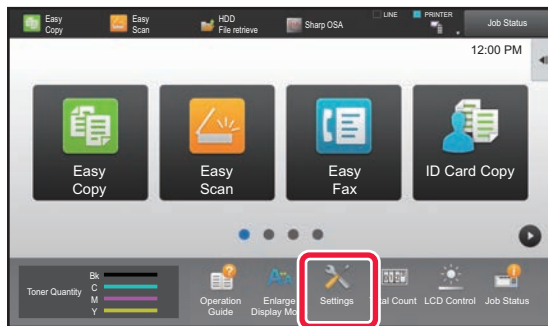 Easy
Copy
Easy
Scan
HDD
File retrieve
Sharp OSA
LINE
PRINTER
Job Status
12:00 PM
Easy
Copy
Easy
Scan
Easy
Fax
ID Card Copy
Toner Quantity
Bk
C
M
Y
Operation
Guide
Enlarge
Display Mo
Settings
tal Count
LCD Control
Job Status